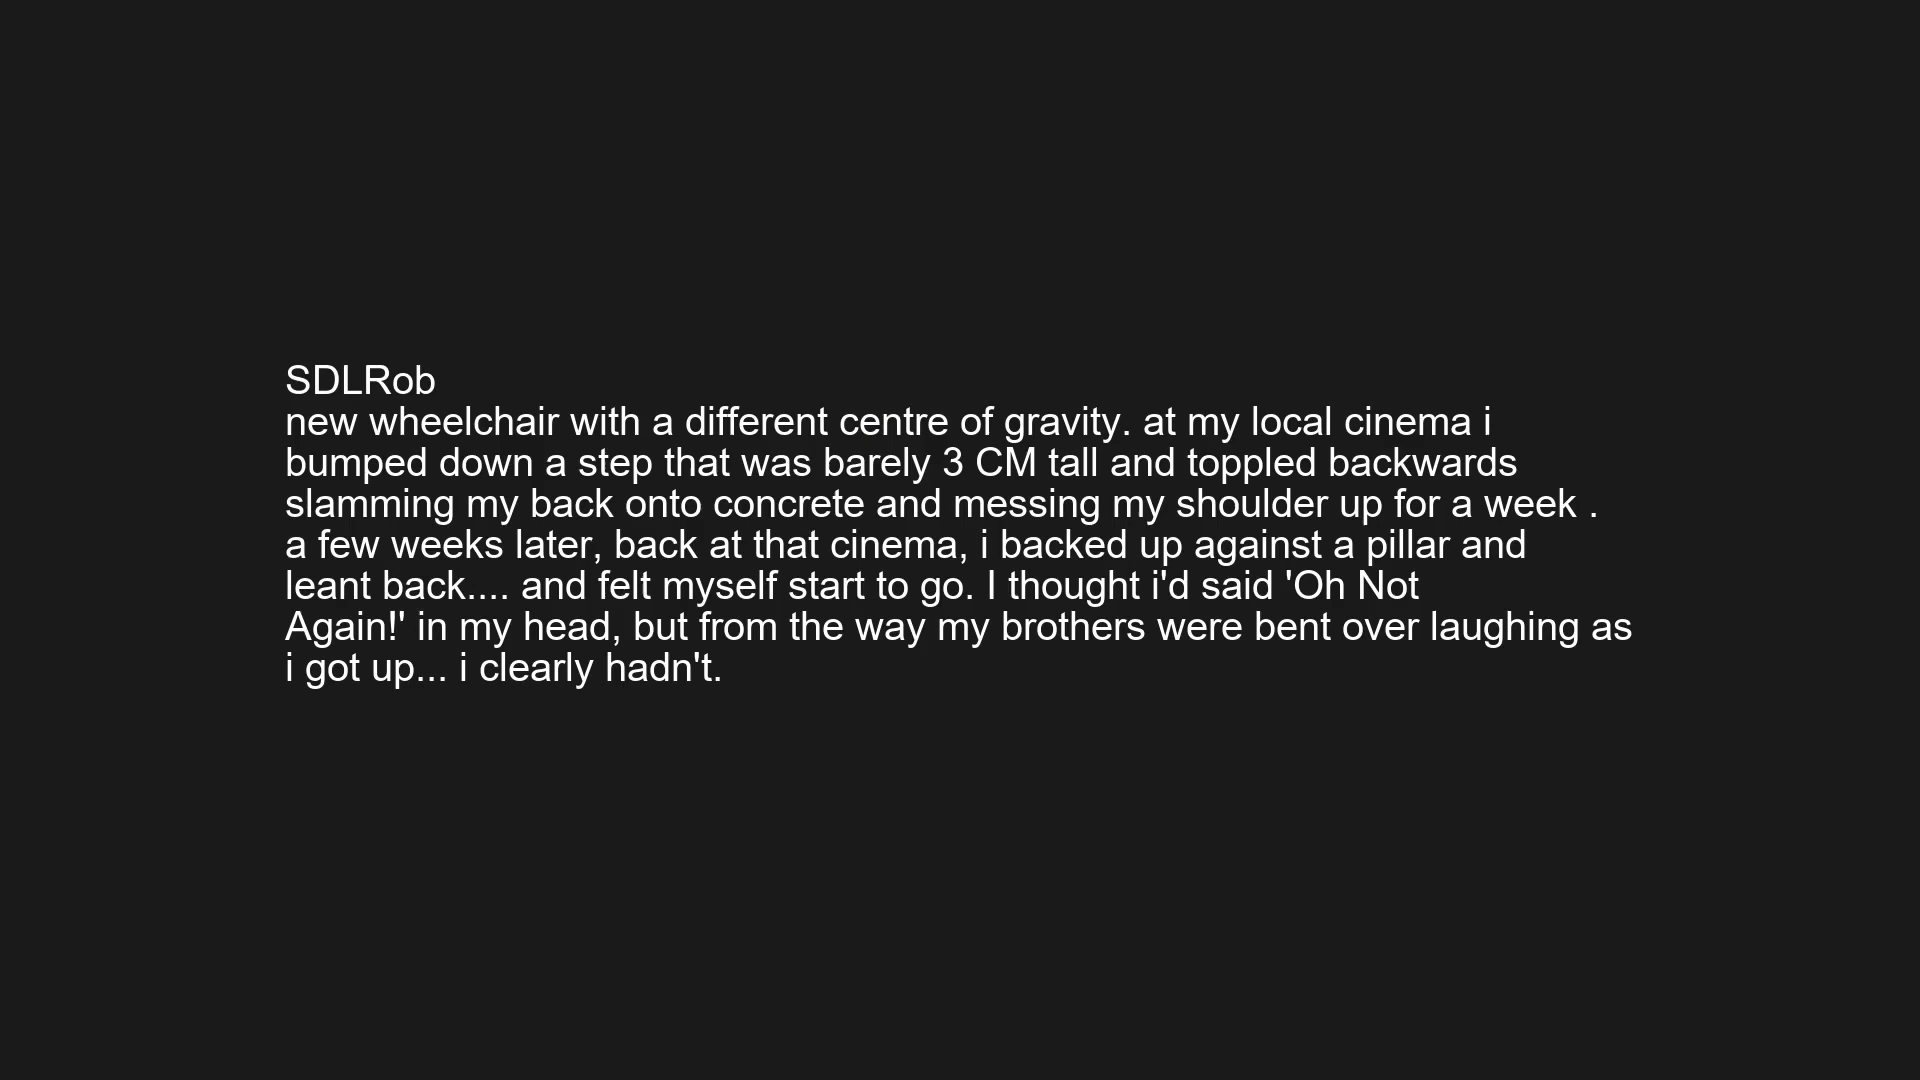 SDLRob
new wheelchair with a different centre of gravity. at my local cinema i
bumped down a step that was barely 3 CM tall and toppled backwards
slamming my back onto concrete and messing my shoulder up for a week .
a few weeks later, back at that cinema, i backed up against a pillar and
leant back.... and felt myself start to go. I thought i'd said 'Oh Not
Again!' in my head, but from the way my brothers were bent over laughing as
i got up... i clearly hadn't.